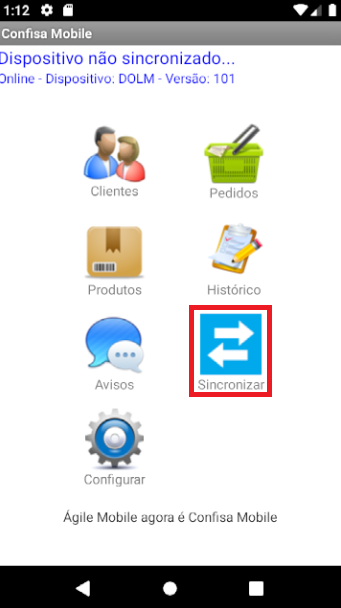 1:12
Confisa Mobile
Dispositivo não sincronizado...
Online - Dispositivo: DOLM - Versão: 101
Clientes
Pedidos
Produtos
Histórico
Avisos
Sincronizar
Configurar
Ágile Mobile agora é Confisa Mobile